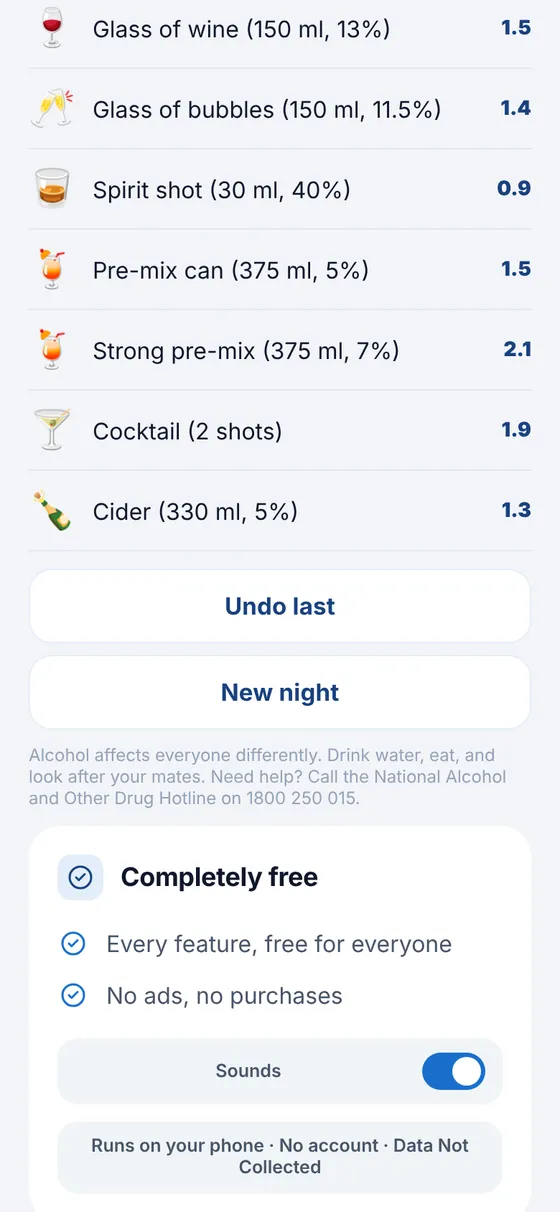 Glass of wine (150 ml, 13%) 1.5
Glass of bubbles (150 ml, 11.5%) 1.4
Spirit shot (30 ml, 40%) 0.9
Pre-mix can (375 ml, 5%) 1.5
Strong pre-mix (375 ml, 7%) 2.1
Cocktail (2 shots) 1.9
Cider (330 ml, 5%) 1.3
Undo last
New night
Alcohol affects everyone differently. Drink water, eat, and
look after your mates. Need help? Call the National Alcohol
and Other Drug Hotline on 1800 250 015.
Completely free
Every feature, free for everyone
No ads, no purchases
Sounds
Runs on your phone · No account · Data Not
Collected